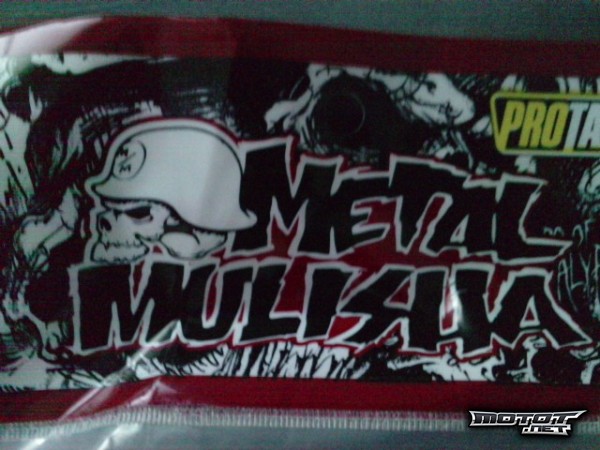 M M
PROTA
METAL
MULISHA
MOTOT
.NET